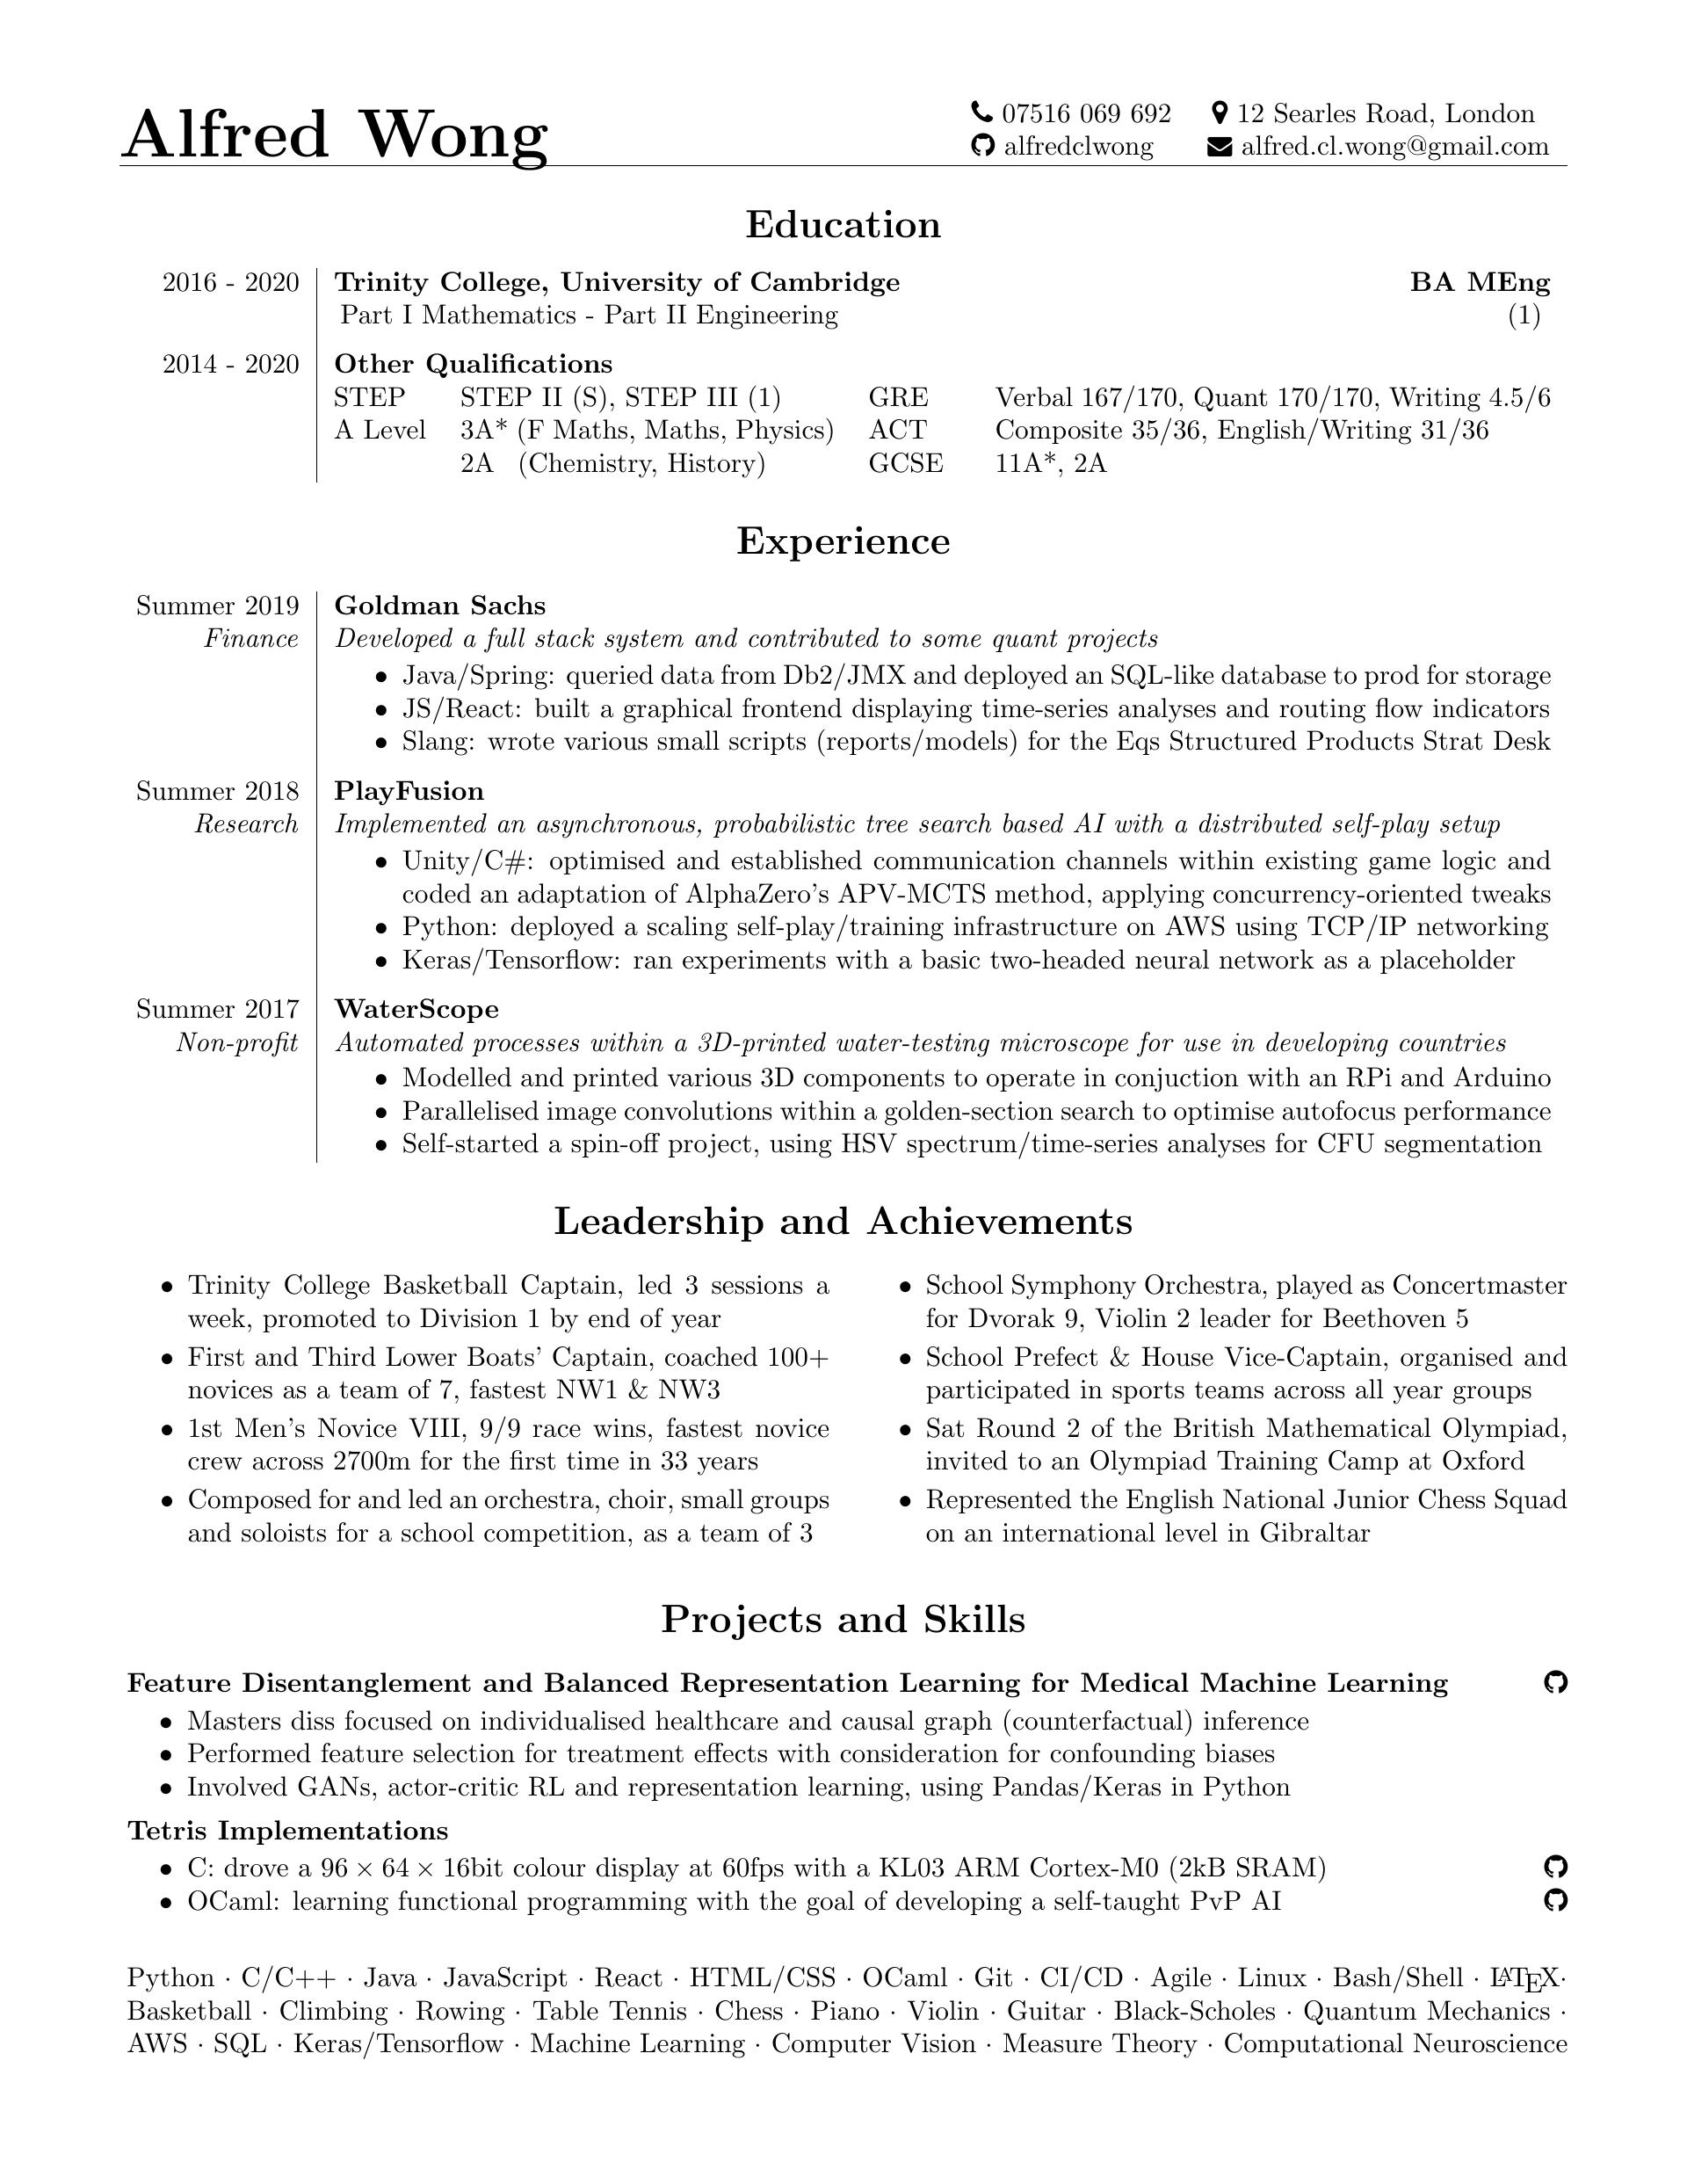 Alfred Wong
07516 069 692 12 Searles Road, London
alfredclwong alfred.cl.wong@gmail.com
Education
2016 - 2020 Trinity College, University of Cambridge BA MEng
Part I Mathematics - Part II Engineering (1)
2014 - 2020 Other Qualifications
STEP STEP II (S), STEP III (1) GRE Verbal 167/170, Quant 170/170, Writing 4.5/6
A Level 3A* (F Maths, Maths, Physics) ACT Composite 35/36, English/Writing 31/36
2A (Chemistry, History) GCSE 11A*, 2A
Experience
Summer 2019 Goldman Sachs
Finance Developed a full stack system and contributed to some quant projects
• Java/Spring: queried data from Db2/JMX and deployed an SQL-like database to prod for storage
• JS/React: built a graphical frontend displaying time-series analyses and routing flow indicators
• Slang: wrote various small scripts (reports/models) for the Eqs Structured Products Strat Desk
Summer 2018 PlayFusion
Research Implemented an asynchronous, probabilistic tree search based AI with a distributed self-play setup
• Unity/C#: optimised and established communication channels within existing game logic and
coded an adaptation of AlphaZero's APV-MCTS method, applying concurrency-oriented tweaks
• Python: deployed a scaling self-play/training infrastructure on AWS using TCP/IP networking
• Keras/Tensorflow: ran experiments with a basic two-headed neural network as a placeholder
Summer 2017 WaterScope
Non-profit Automated processes within a 3D-printed water-testing microscope for use in developing countries
• Modelled and printed various 3D components to operate in conjuction with an RPi and Arduino
• Parallelised image convolutions within a golden-section search to optimise autofocus performance
• Self-started a spin-off project, using HSV spectrum/time-series analyses for CFU segmentation
Leadership and Achievements
• Trinity College Basketball Captain, led 3 sessions a
week, promoted to Division 1 by end of year
• First and Third Lower Boats' Captain, coached 100+
novices as a team of 7, fastest NW1 & NW3
• 1st Men's Novice VIII, 9/9 race wins, fastest novice
crew across 2700m for the first time in 33 years
• Composed for and led an orchestra, choir, small groups
and soloists for a school competition, as a team of 3
• School Symphony Orchestra, played as Concertmaster
for Dvorak 9, Violin 2 leader for Beethoven 5
• School Prefect & House Vice-Captain, organised and
participated in sports teams across all year groups
• Sat Round 2 of the British Mathematical Olympiad,
invited to an Olympiad Training Camp at Oxford
• Represented the English National Junior Chess Squad
on an international level in Gibraltar
Projects and Skills
Feature Disentanglement and Balanced Representation Learning for Medical Machine Learning
• Masters diss focused on individualised healthcare and causal graph (counterfactual) inference
• Performed feature selection for treatment effects with consideration for confounding biases
• Involved GANs, actor-critic RL and representation learning, using Pandas/Keras in Python
Tetris Implementations
• C: drove a 96 × 64 × 16bit colour display at 60fps with a KL03 ARM Cortex-M0 (2kB SRAM)
• OCaml: learning functional programming with the goal of developing a self-taught PvP AI
Python · C/C++ · Java · JavaScript · React · HTML/CSS · OCaml · Git · CI/CD · Agile · Linux · Bash/Shell · LATEX·
Basketball · Climbing · Rowing · Table Tennis · Chess · Piano · Violin · Guitar · Black-Scholes · Quantum Mechanics ·
AWS · SQL · Keras/Tensorflow · Machine Learning · Computer Vision · Measure Theory · Computational Neuroscience